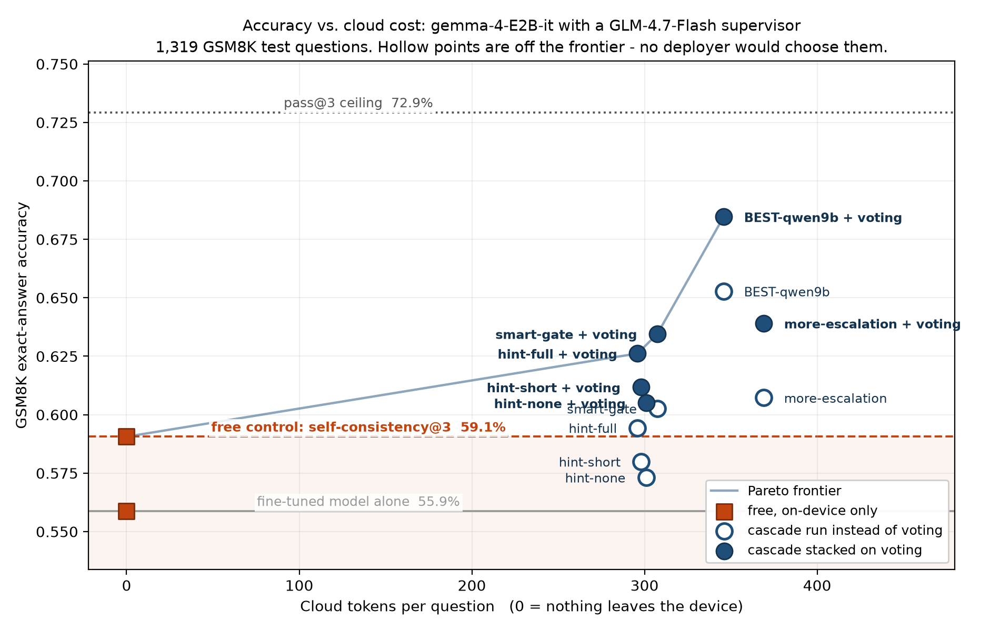 Accuracy vs. cloud cost: gemma-4-E2B-it with a GLM-4.7-Flash supervisor
1,319 GSM8K test questions. Hollow points are off the frontier - no deployer would choose them.
GSM8K exact-answer accuracy
0.750
0.725
0.700
0.675
0.650
0.625
0.600
0.575
0.550
pass@3 ceiling  72.9%
BEST-qwen9b + voting
BEST-qwen9b
more-escalation + voting
smart-gate + voting
hint-full + voting
hint-short + voting
hint-none + voting
smart-gate
more-escalation
free control: self-consistency@3  59.1%
hint-full
hint-short
hint-none
fine-tuned model alone  55.9%
Pareto frontier
free, on-device only
cascade run instead of voting
cascade stacked on voting
0
100
200
300
400
Cloud tokens per question   (0 = nothing leaves the device)